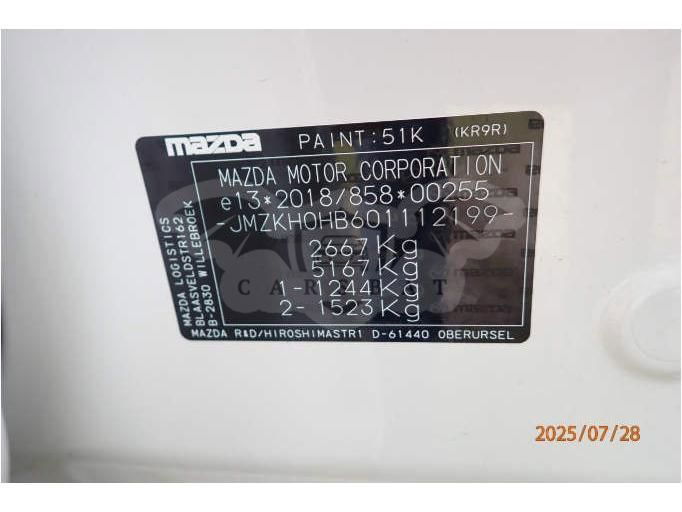 mazda PAINT:51K (KR9R)
MAZDA MOTOR CORPORATION
e13*2018/858*00255
-JMZKH0HB601112199-
2667Kg
5167Kg
1-1244Kg
2-1523Kg
MAZDA LOGISTICS
BLAASVELDSTR162
B-2830 WILLEBROEK
MAZDA R&D/HIROSHIMASTR1 D-61440 OBERURSEL
2025/07/28